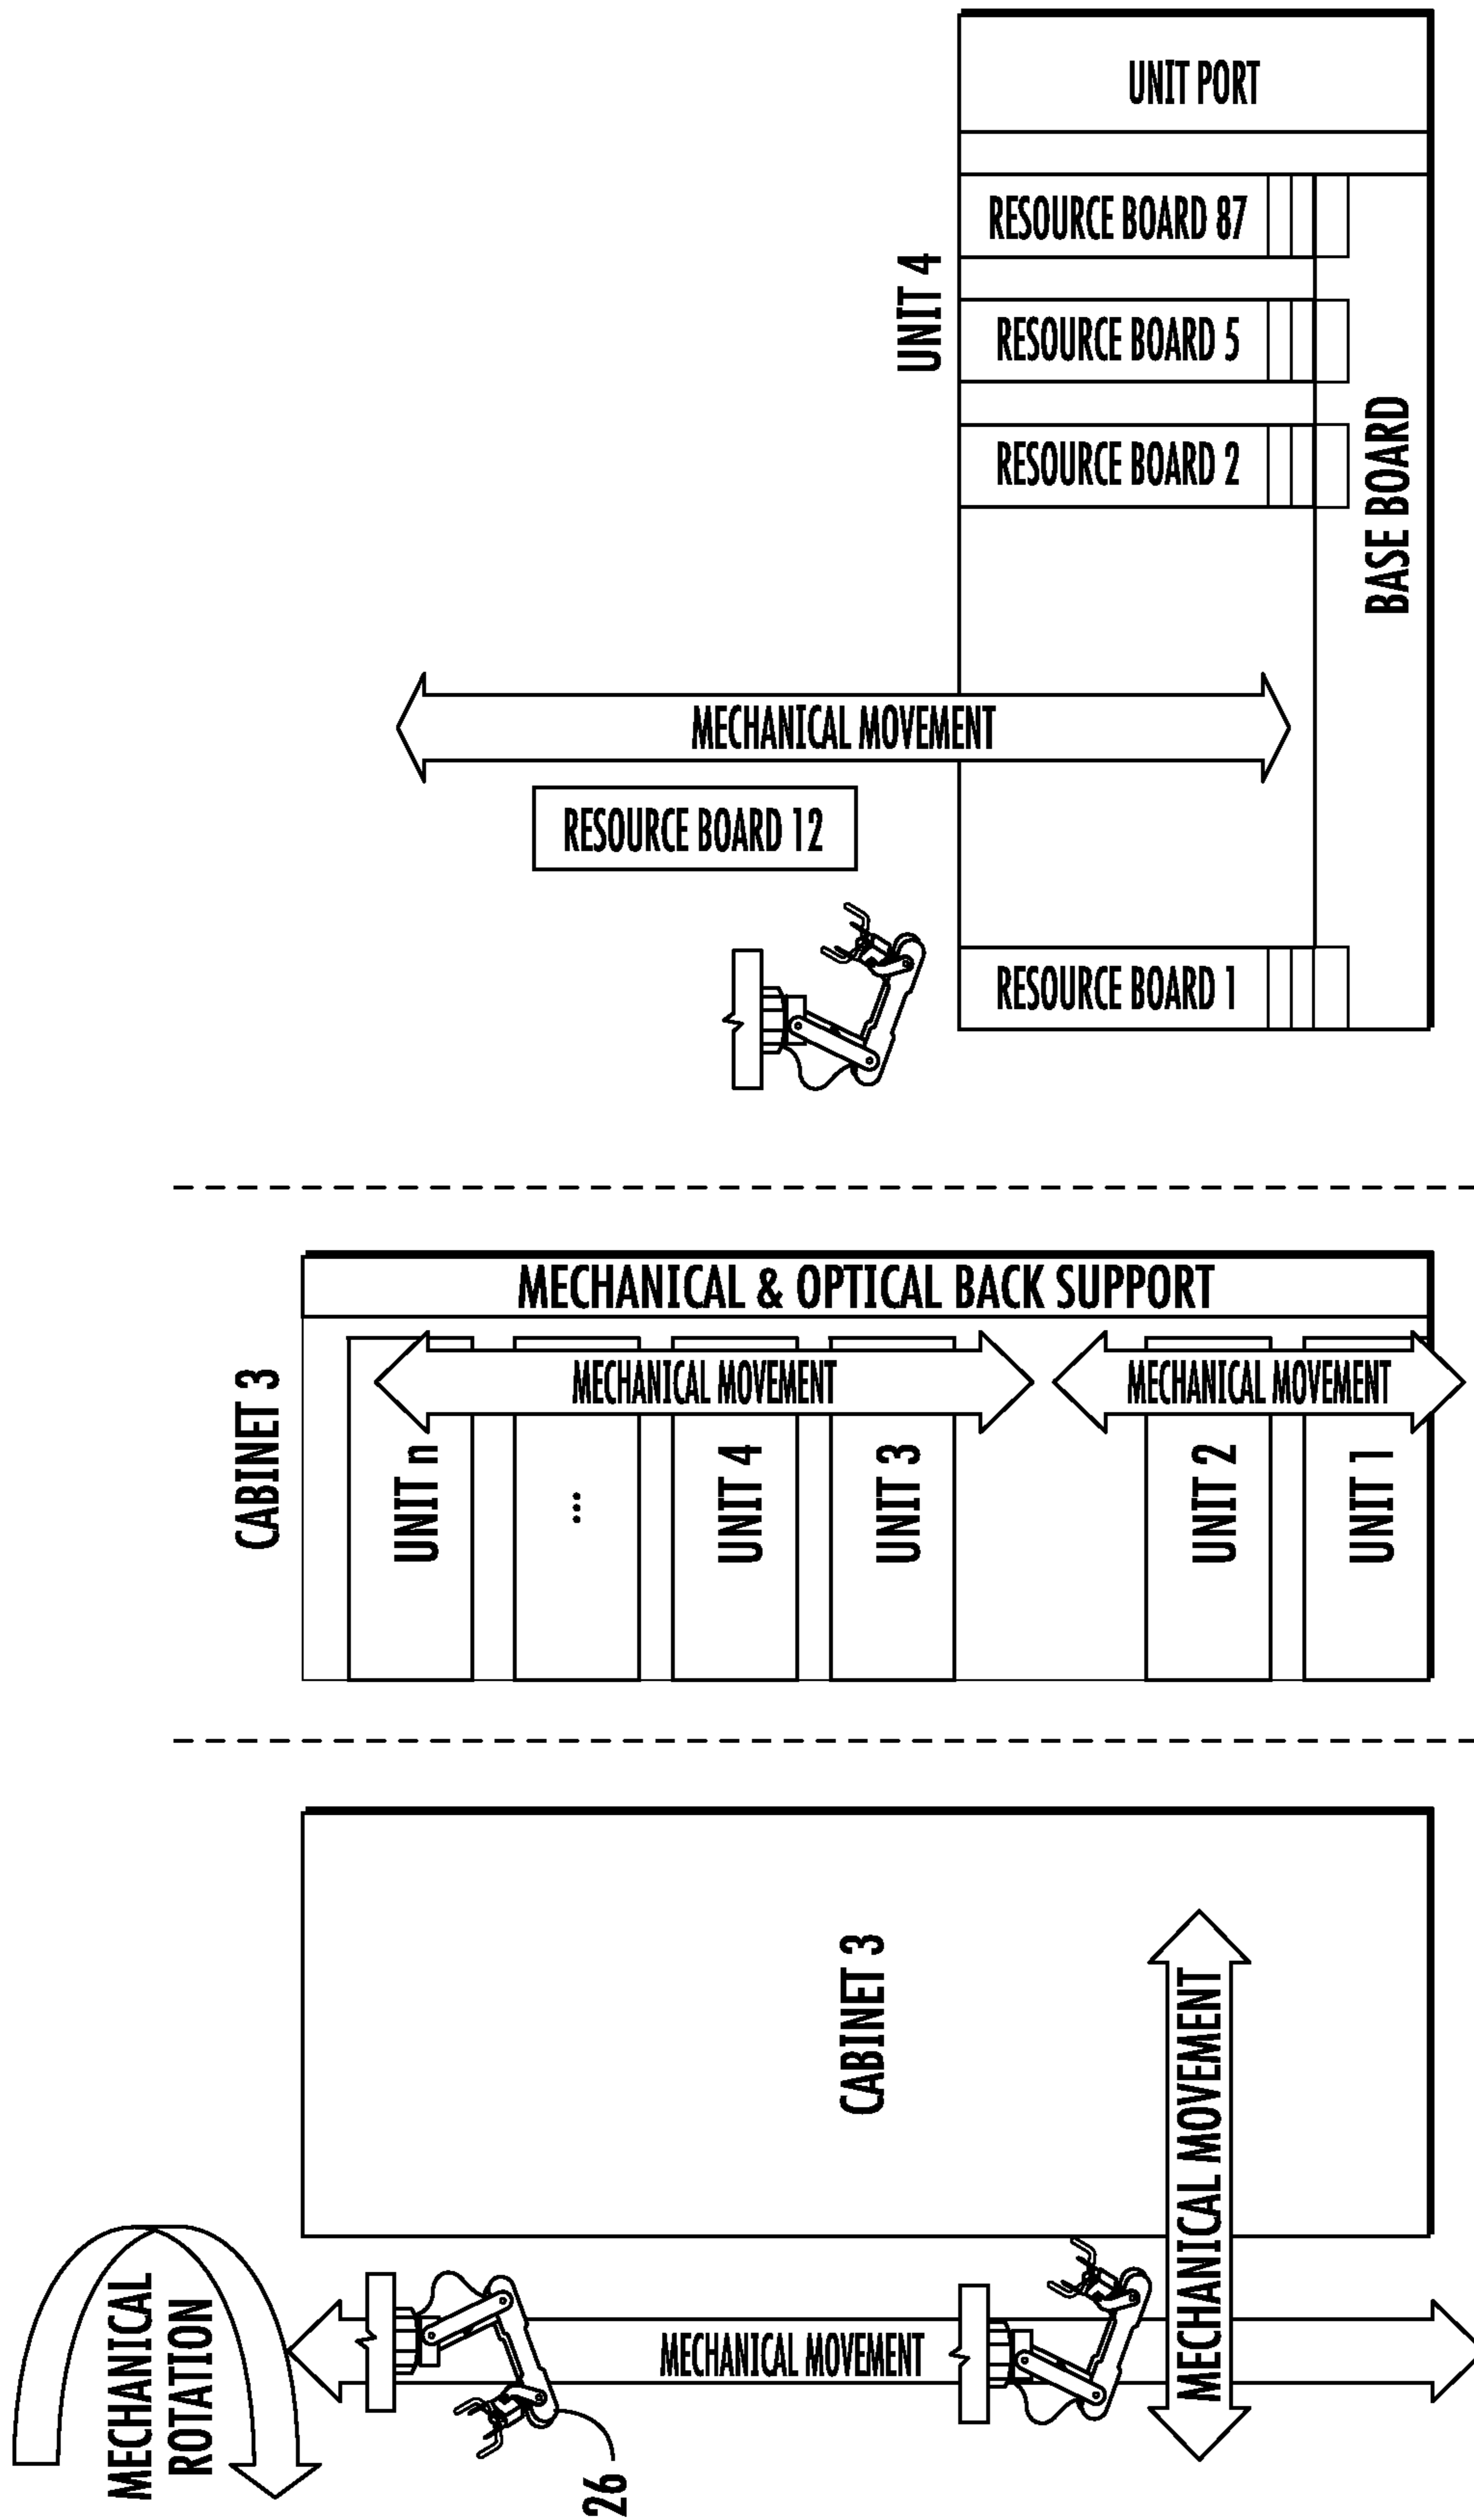 UNIT PORT
RESOURCE BOARD 87
UNIT 4
RESOURCE BOARD 5
RESOURCE BOARD 2
BASE BOARD
MECHANICAL MOVEMENT
RESOURCE BOARD 12
RESOURCE BOARD 1
MECHANICAL & OPTICAL BACK SUPPORT
CABINET 3
MECHANICAL MOVEMENT
MECHANICAL MOVEMENT
UNIT n
...
UNIT 4
UNIT 3
UNIT 2
UNIT 1
CABINET 3
MECHANICAL MOVEMENT
MECHANICAL
ROTATION
MECHANICAL MOVEMENT
26